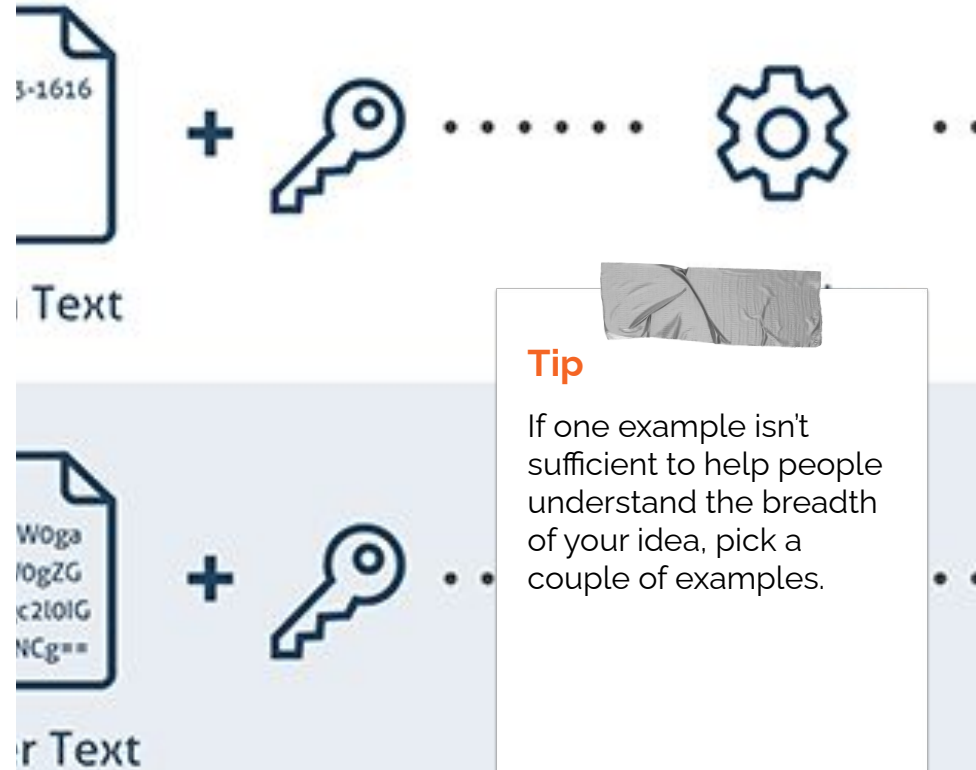 3-1616
Text
Tip
If one example isn't
sufficient to help people
understand the breadth
of your idea, pick a
couple of examples.
W0ga
0gZG
c2l0IG
NCg==
r Text